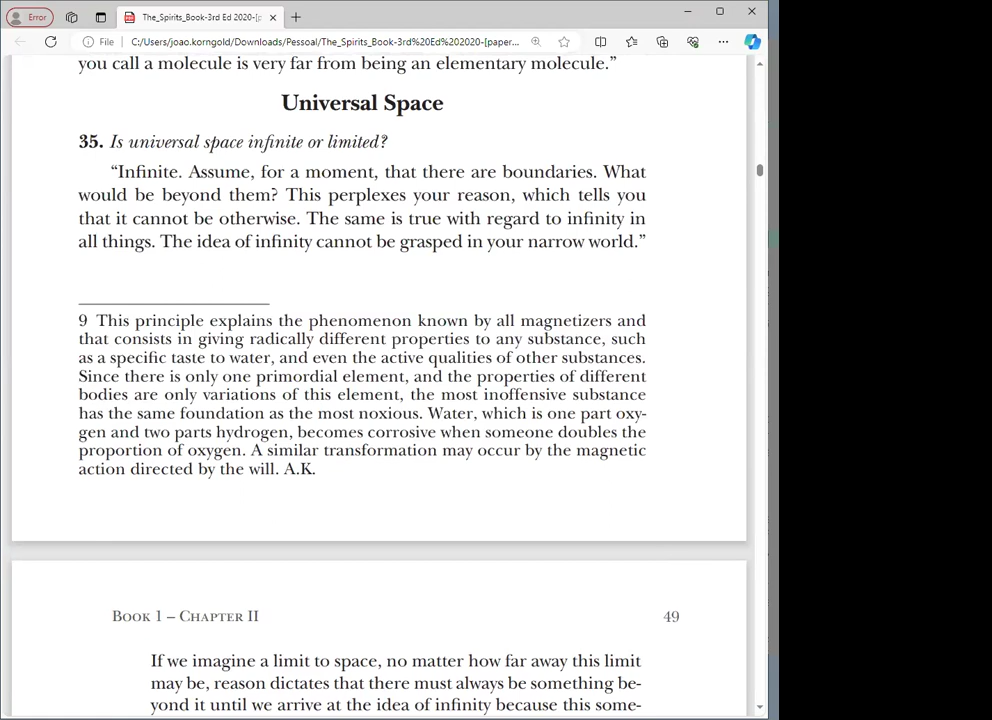 Error
The_Spirits_Book-3rd Ed 2020-[p
File
C:/Users/joao.korngold/Downloads/Pessoal/The_Spirits_Book-3rd%20Ed%202020-[paper...
you call a molecule is very far from being an elementary molecule.”
Universal Space
35. Is universal space infinite or limited?
“Infinite. Assume, for a moment, that there are boundaries. What
would be beyond them? This perplexes your reason, which tells you
that it cannot be otherwise. The same is true with regard to infinity in
all things. The idea of infinity cannot be grasped in your narrow world.”
9 This principle explains the phenomenon known by all magnetizers and
that consists in giving radically different properties to any substance, such
as a specific taste to water, and even the active qualities of other substances.
Since there is only one primordial element, and the properties of different
bodies are only variations of this element, the most inoffensive substance
has the same foundation as the most noxious. Water, which is one part oxy-
gen and two parts hydrogen, becomes corrosive when someone doubles the
proportion of oxygen. A similar transformation may occur by the magnetic
action directed by the will. A.K.
Book 1 – Chapter II 49
If we imagine a limit to space, no matter how far away this limit
may be, reason dictates that there must always be something be-
yond it until we arrive at the idea of infinity because this some-